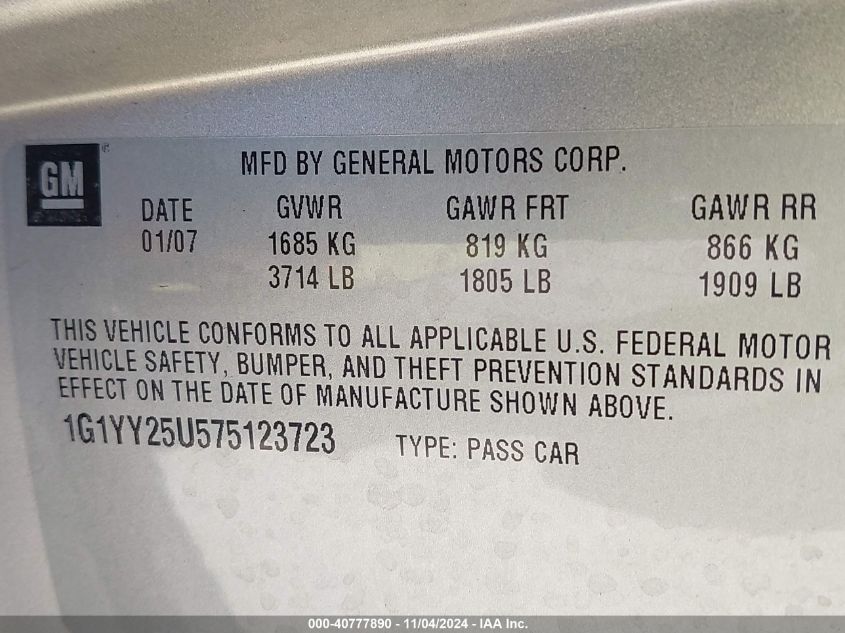 GM
MFD BY GENERAL MOTORS CORP.
DATE GVWR GAWR FRT GAWR RR
01/07 1685 KG 819 KG 866 KG
3714 LB 1805 LB 1909 LB
THIS VEHICLE CONFORMS TO ALL APPLICABLE U.S. FEDERAL MOTOR
VEHICLE SAFETY, BUMPER, AND THEFT PREVENTION STANDARDS IN
EFFECT ON THE DATE OF MANUFACTURE SHOWN ABOVE.
1G1YY25U575123723 TYPE: PASS CAR
000-40777890 - 11/04/2024 - IAA Inc.